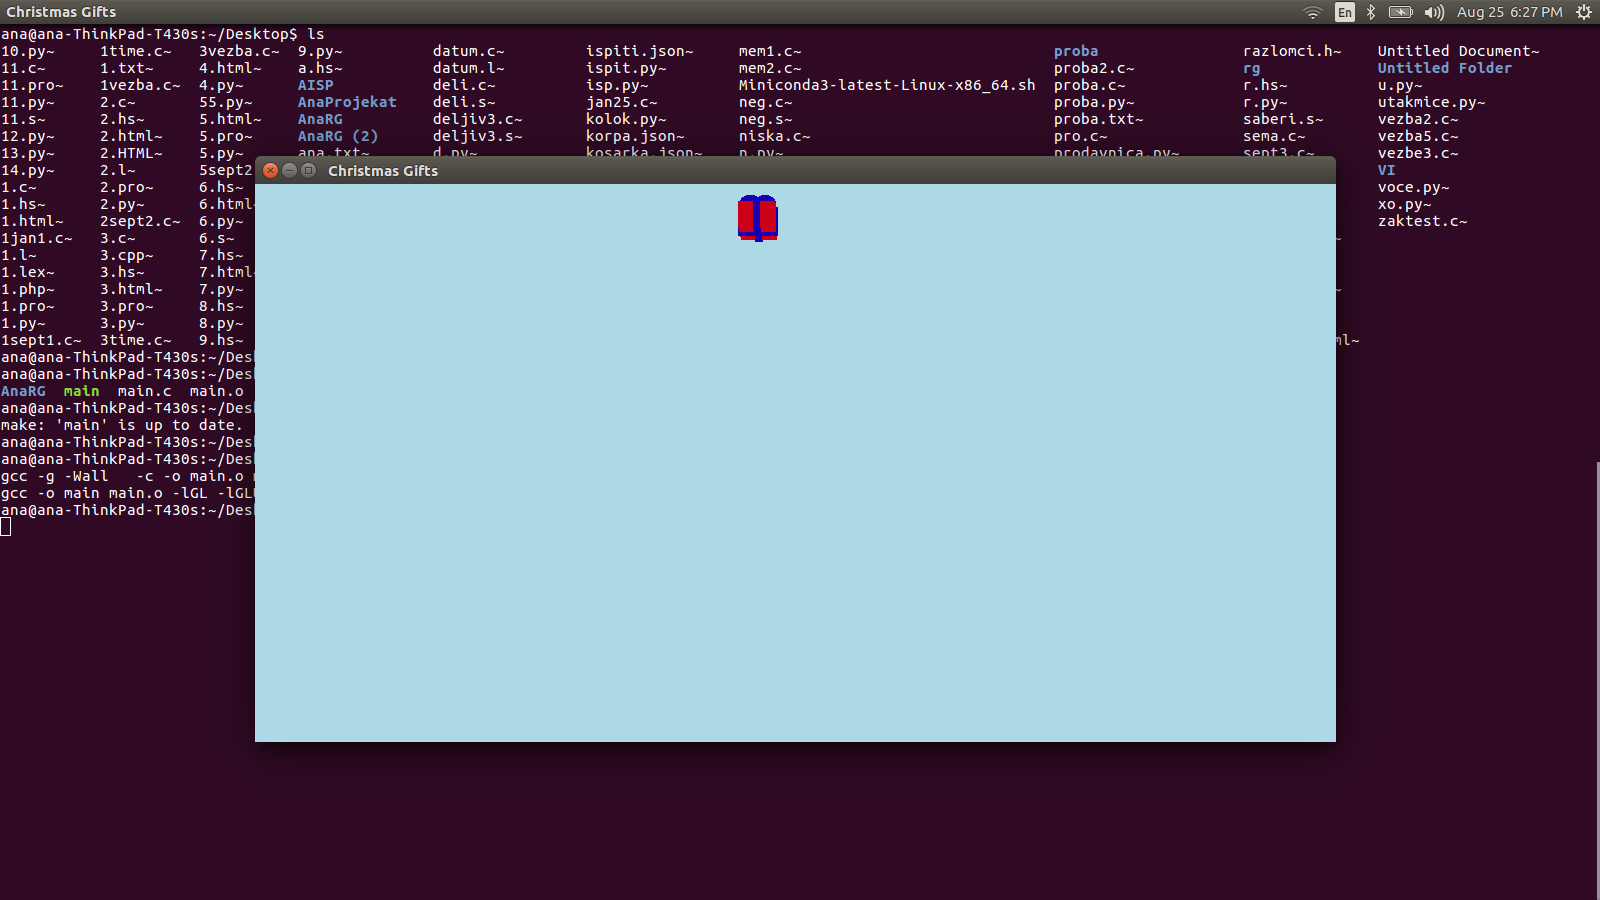 Christmas Gifts En Aug 25 6:27 PM
ana@ana-ThinkPad-T430s:~/Desktop$ ls
10.py~ 1time.c~ 3vezba.c~ 9.py~ datum.c~ ispiti.json~ mem1.c~ proba razlomci.h~ Untitled Document~
11.c~ 1.txt~ 4.html~ a.hs~ datum.l~ ispit.py~ mem2.c~ proba2.c~ rg Untitled Folder
11.pro~ 1vezba.c~ 4.py~ AISP deli.c~ isp.py~ Miniconda3-latest-Linux-x86_64.sh proba.c~ r.hs~ u.py~
11.py~ 2.c~ 55.py~ AnaProjekat deli.s~ jan25.c~ neg.c~ proba.py~ r.py~ utakmice.py~
11.s~ 2.hs~ 5.html~ AnaRG deljiv3.c~ kolok.py~ neg.s~ proba.txt~ saberi.s~ vezba2.c~
12.py~ 2.html~ 5.pro~ AnaRG (2) deljiv3.s~ korpa.json~ niska.c~ pro.c~ sema.c~ vezba5.c~
13.py~ 2.HTML~ 5.py~ ana.txt~ d.py~ kosarka.json~ n.py~ prodavnica.py~ sept3.c~ vezbe3.c~
14.py~ 2.l~ 5sept2 VI
Christmas Gifts
1.c~ 2.pro~ 6.hs~ voce.py~
1.hs~ 2.py~ 6.html xo.py~
1.html~ 2sept2.c~ 6.py~ zaktest.c~
1jan1.c~ 3.c~ 6.s~ ~
1.l~ 3.cpp~ 7.hs~
1.lex~ 3.hs~ 7.html
1.php~ 3.html~ 7.py~ ~
1.pro~ 3.pro~ 8.hs~
1.py~ 3.py~ 8.py~
1sept1.c~ 3time.c~ 9.hs~ ml~
ana@ana-ThinkPad-T430s:~/Desk
ana@ana-ThinkPad-T430s:~/Desk
AnaRG main main.c main.o
ana@ana-ThinkPad-T430s:~/Desk
make: 'main' is up to date.
ana@ana-ThinkPad-T430s:~/Desk
ana@ana-ThinkPad-T430s:~/Desk
gcc -g -Wall -c -o main.o
gcc -o main main.o -lGL -lGL
ana@ana-ThinkPad-T430s:~/Desk